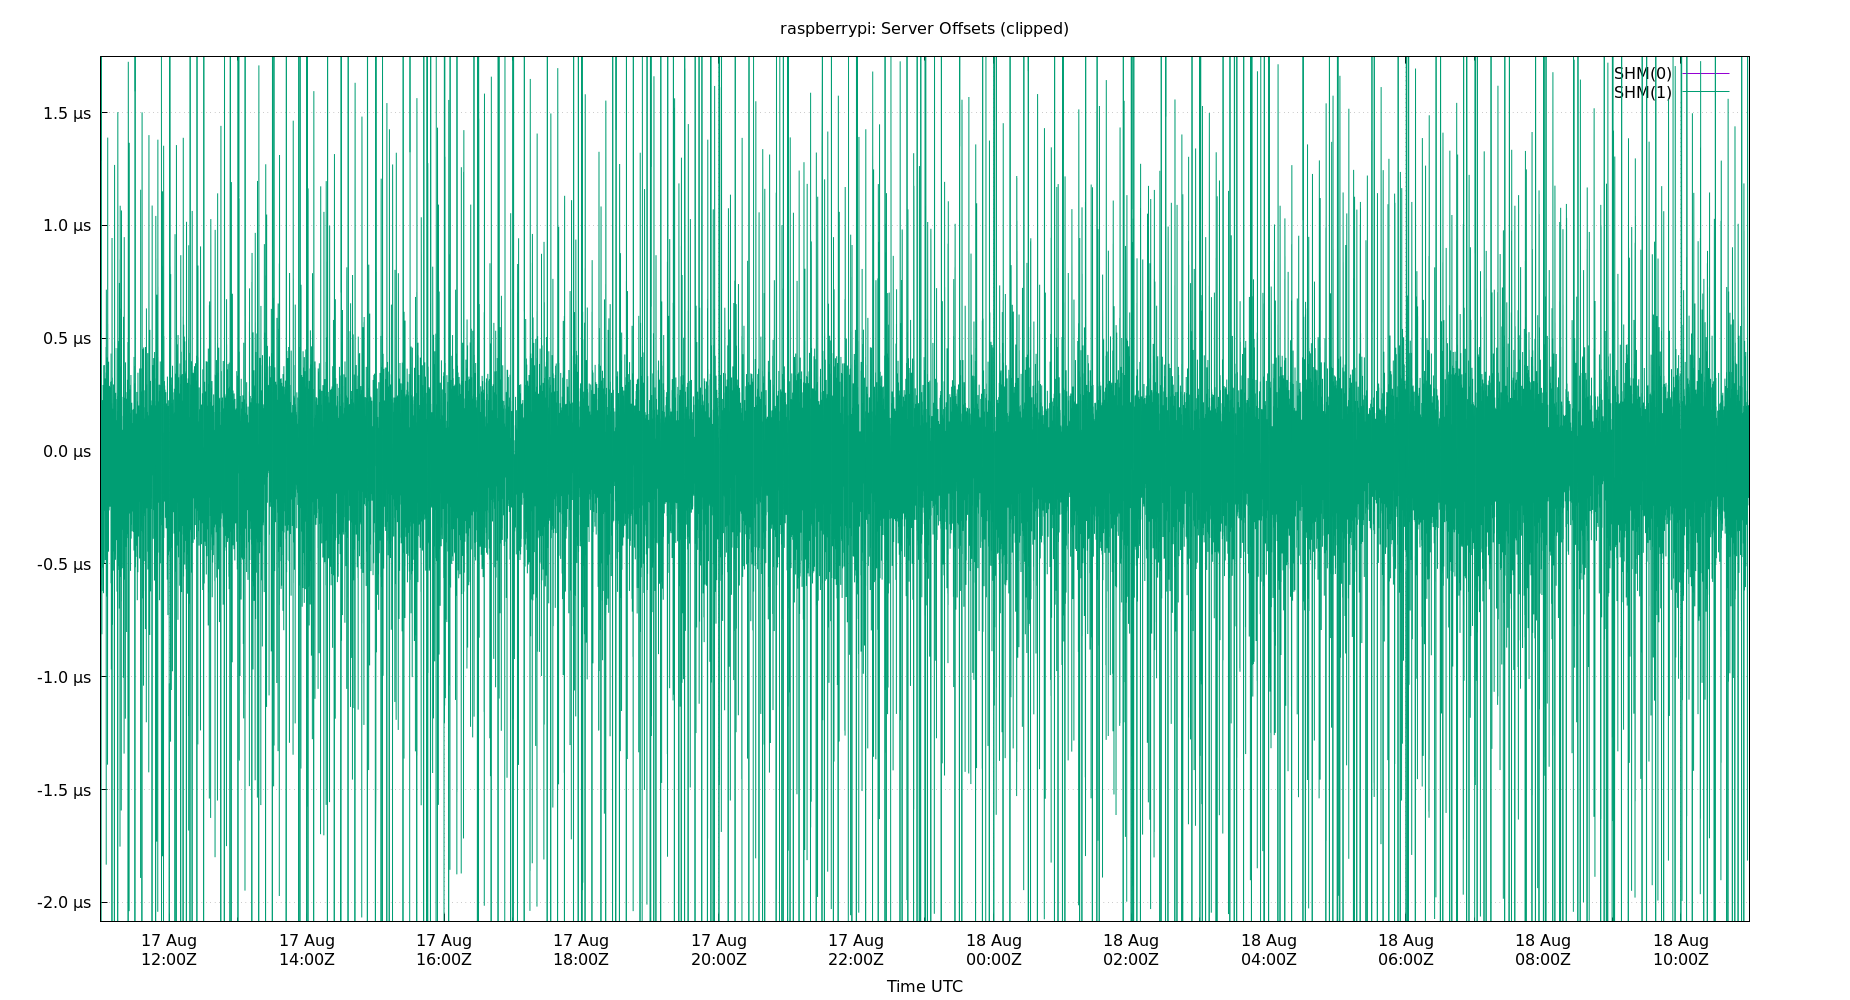 raspberrypi: Server Offsets (clipped)
SHM(0)
SHM(1)
1.5 µs
1.0 µs
0.5 µs
0.0 µs
-0.5 µs
-1.0 µs
-1.5 µs
-2.0 µs
17 Aug 17 Aug 17 Aug 17 Aug 17 Aug 17 Aug 18 Aug 18 Aug 18 Aug 18 Aug 18 Aug 18 Aug
12:00Z 14:00Z 16:00Z 18:00Z 20:00Z 22:00Z 00:00Z 02:00Z 04:00Z 06:00Z 08:00Z 10:00Z
Time UTC